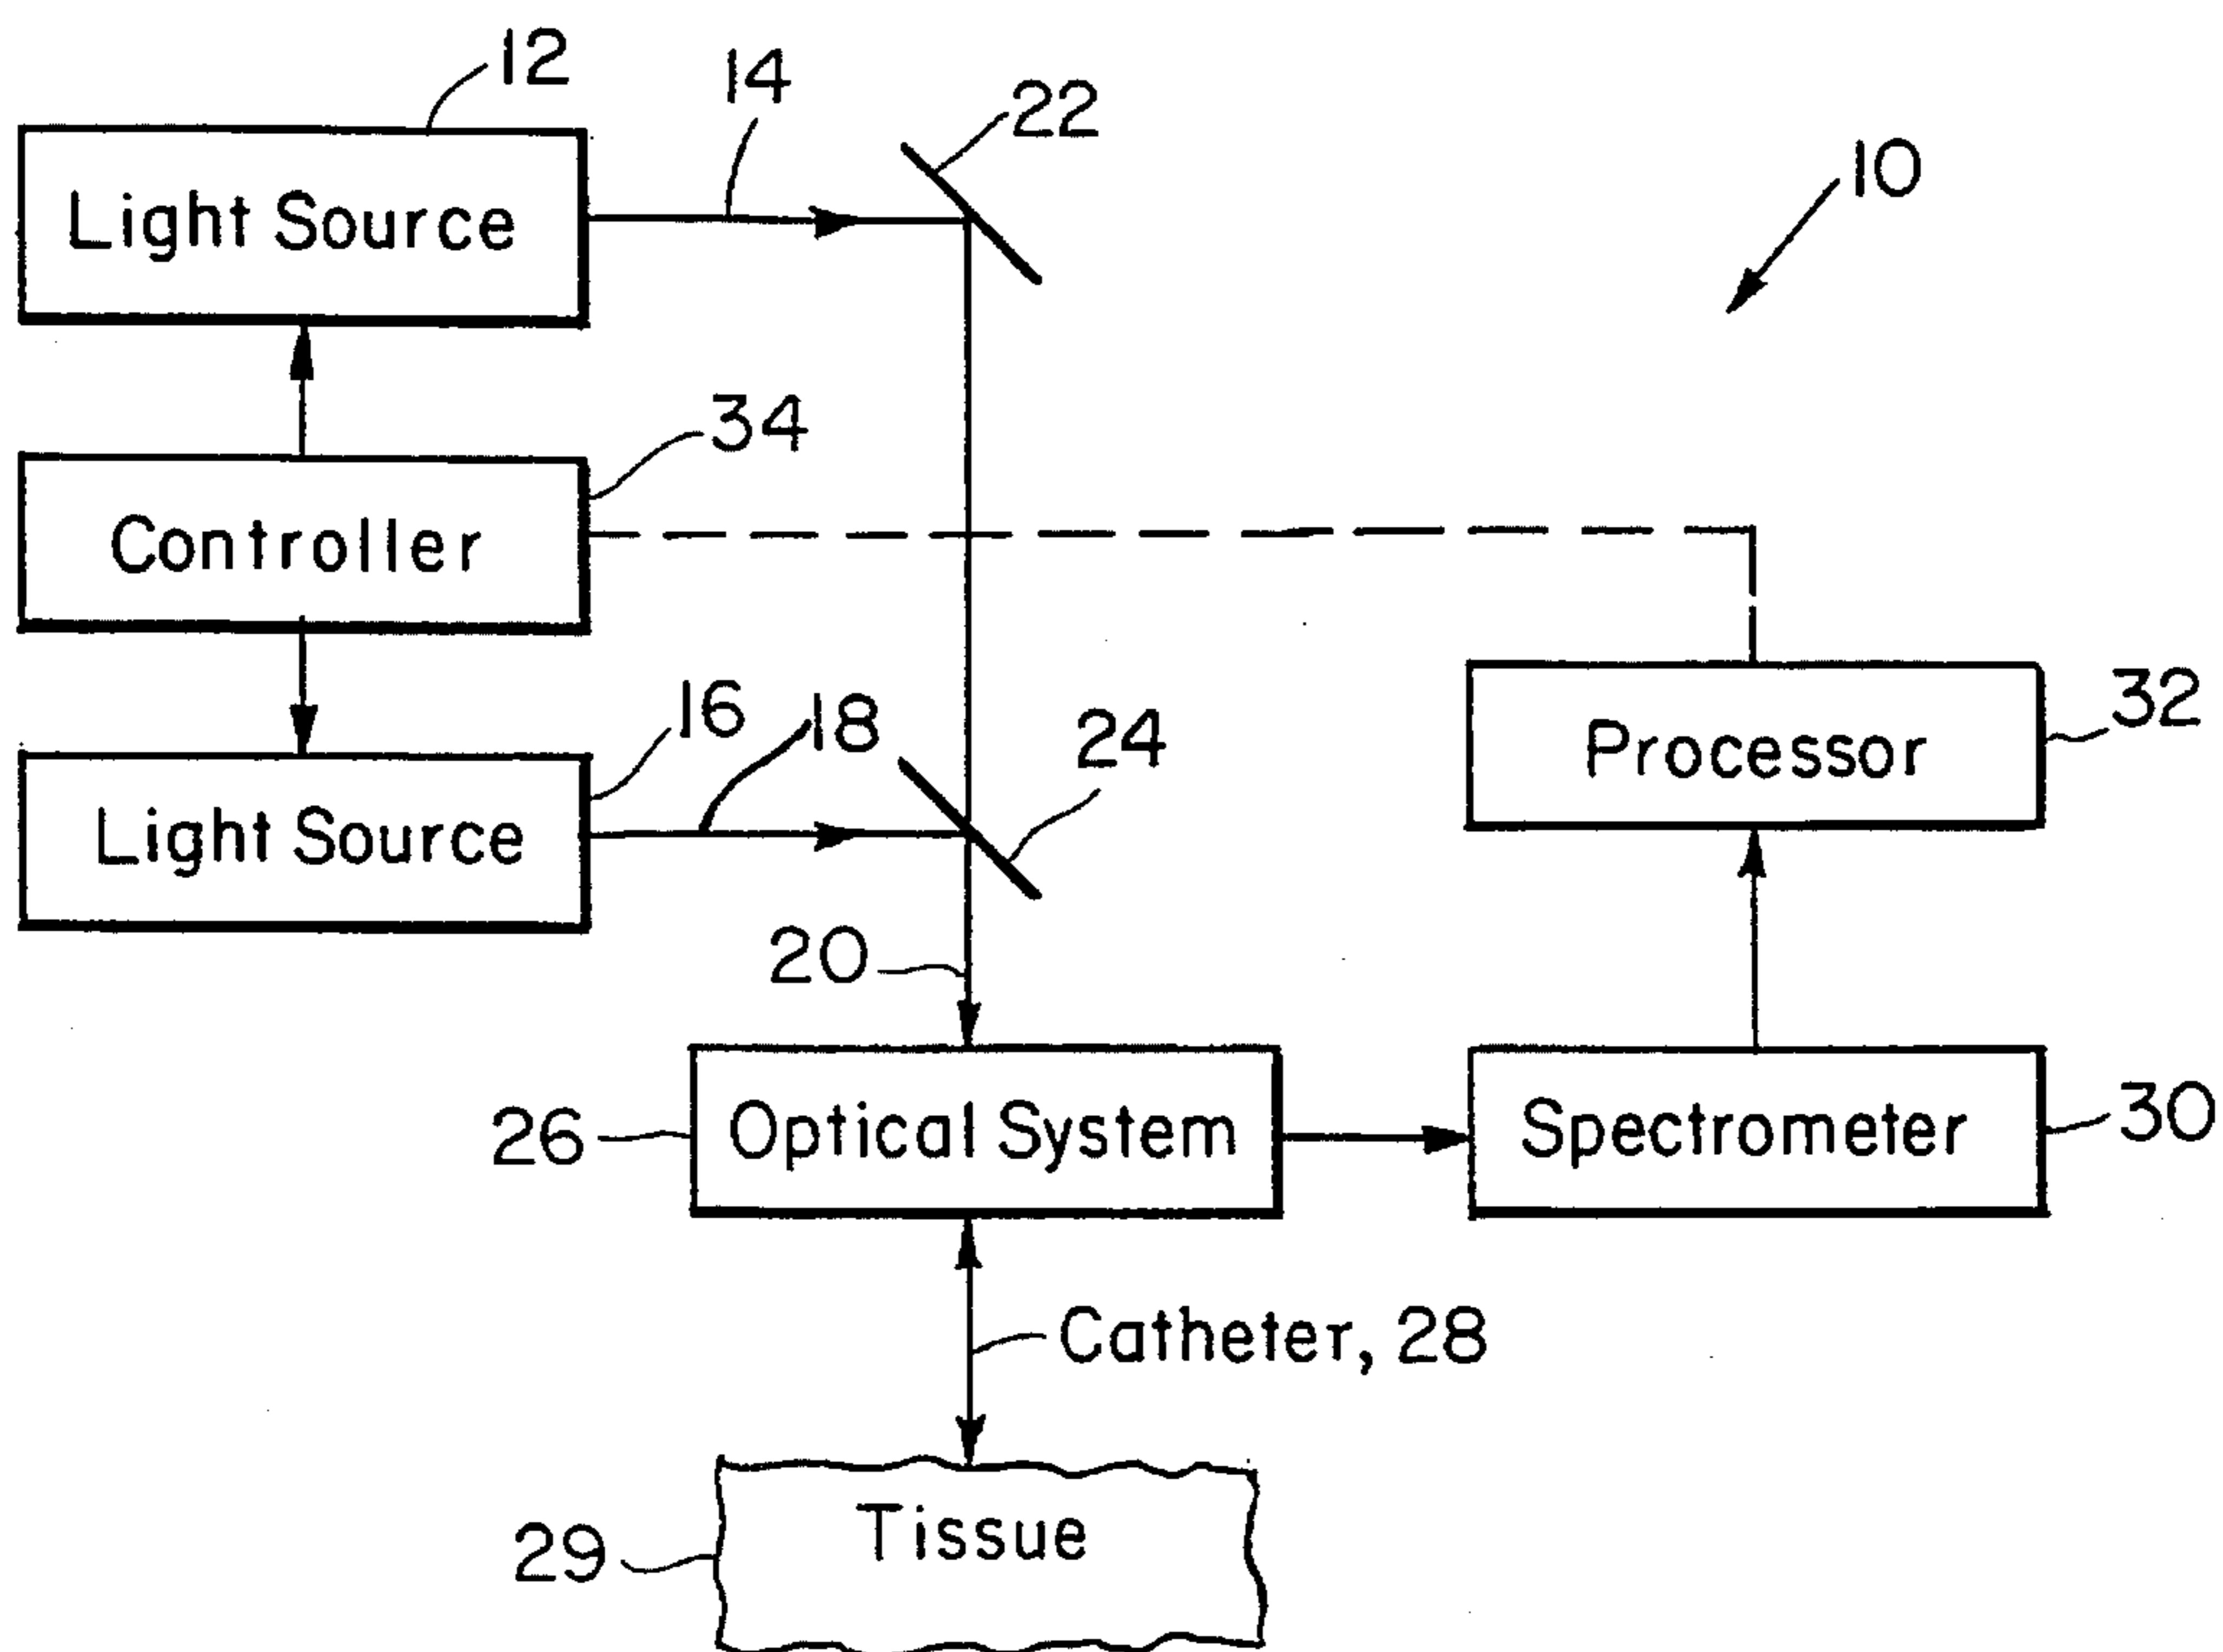 12
14
22
10
Light Source
34
Controller
16
18
24
32
Light Source
Processor
20
26
Optical System
Spectrometer
30
Catheter, 28
29
Tissue